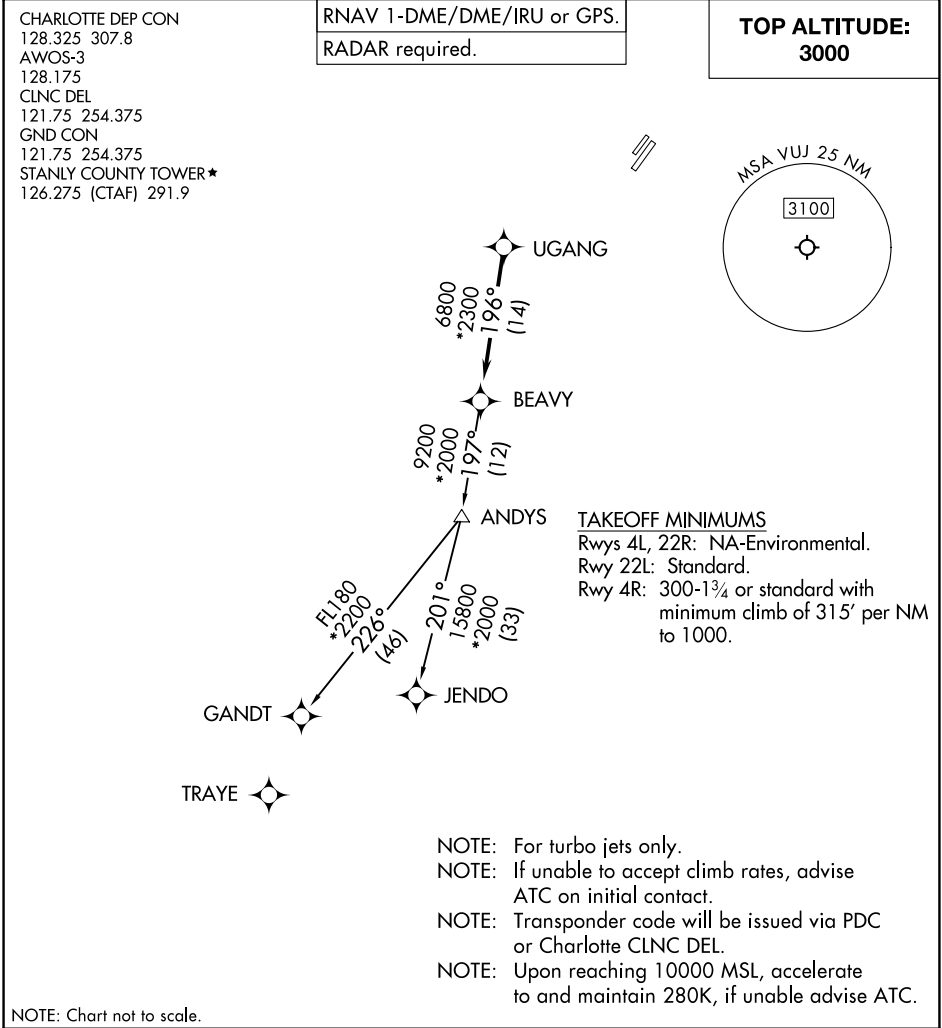 CHARLOTTE DEP CON
128.325 307.8
AWOS-3
128.175
CLNC DEL
121.75 254.375
GND CON
121.75 254.375
STANLY COUNTY TOWER★
126.275 (CTAF) 291.9
RNAV 1-DME/DME/IRU or GPS.
RADAR required.
TOP ALTITUDE:
3000
MSA VUJ 25 NM
3100
UGANG
6800
*2300
196°
(14)
BEAVY
9200
*2000
197°
(12)
ANDYS
FL180
*2200
226°
(46)
201°
15800
*2000
(33)
GANDT
JENDO
TRAYE
TAKEOFF MINIMUMS
Rwys 4L, 22R: NA-Environmental.
Rwy 22L: Standard.
Rwy 4R: 300-1¾ or standard with
minimum climb of 315' per NM
to 1000.
NOTE: For turbo jets only.
NOTE: If unable to accept climb rates, advise
ATC on initial contact.
NOTE: Transponder code will be issued via PDC
or Charlotte CLNC DEL.
NOTE: Upon reaching 10000 MSL, accelerate
to and maintain 280K, if unable advise ATC.
NOTE: Chart not to scale.